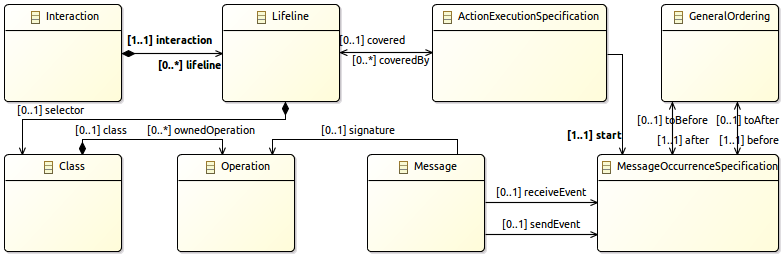 Interaction
Lifeline
ActionExecutionSpecification
GeneralOrdering
[1..1] interaction
[0..*] lifeline
[0..1] covered
[0..*] coveredBy
[0..1] selector
[0..1] class
[0..*] ownedOperation
[0..1] signature
[1..1] start
[0..1] toBefore
[0..1] toAfter
[1..1] after
[1..1] before
Class
Operation
Message
MessageOccurrenceSpecification
[0..1] receiveEvent
[0..1] sendEvent